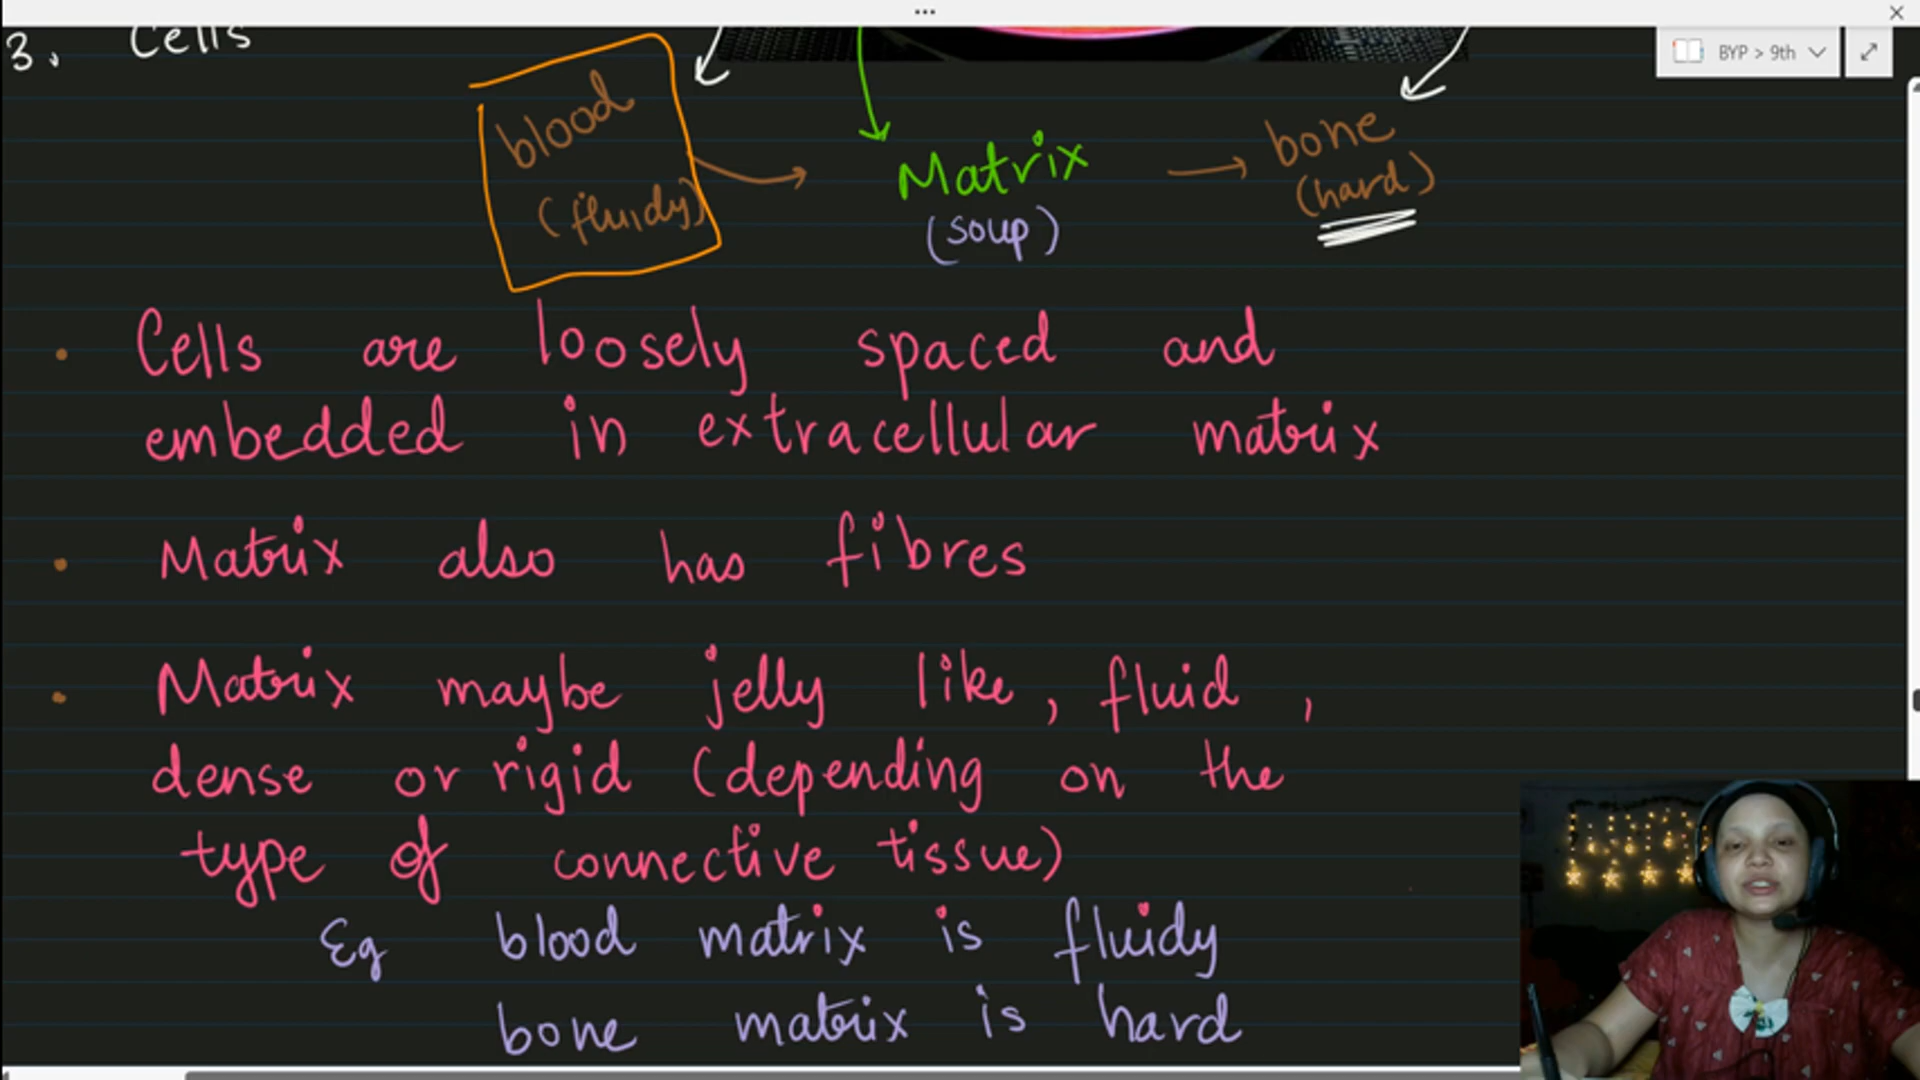 3. Cells
BYP > 9th
blood
(fluidy)
Matrix
(soup)
bone
(hard)
• Cells are loosely spaced and
embedded in extracellular matrix
• Matrix also has fibres
• Matrix maybe jelly like, fluid,
dense or rigid (depending on the
type of connective tissue)
Eg blood matrix is fluidy
bone matrix is hard